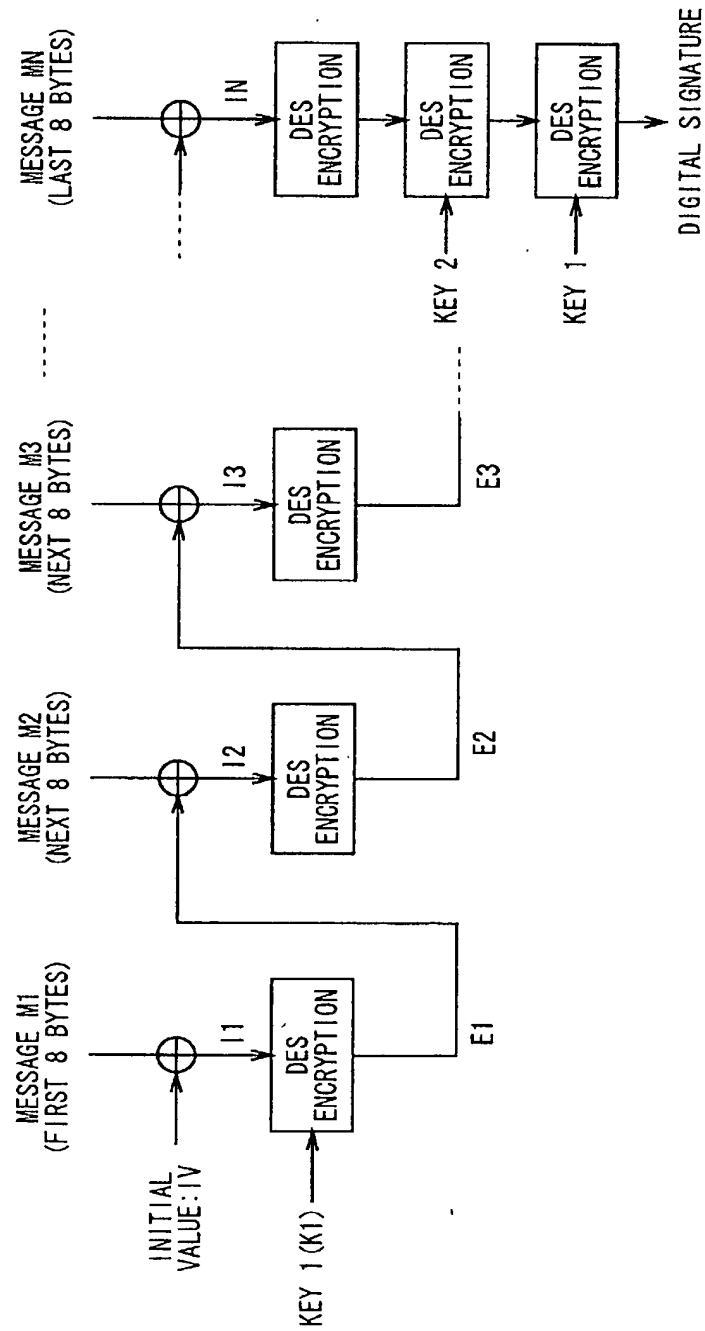 MESSAGE M1
(FIRST 8 BYTES)
MESSAGE M2
(NEXT 8 BYTES)
MESSAGE M3
(NEXT 8 BYTES)
MESSAGE MN
(LAST 8 BYTES)
INITIAL
VALUE:IV
I1
I2
I3
IN
KEY 1(K1)
DES
ENCRYPTION
DES
ENCRYPTION
DES
ENCRYPTION
DES
ENCRYPTION
E1
E2
E3
KEY 2
DES
ENCRYPTION
KEY 1
DES
ENCRYPTION
DIGITAL SIGNATURE